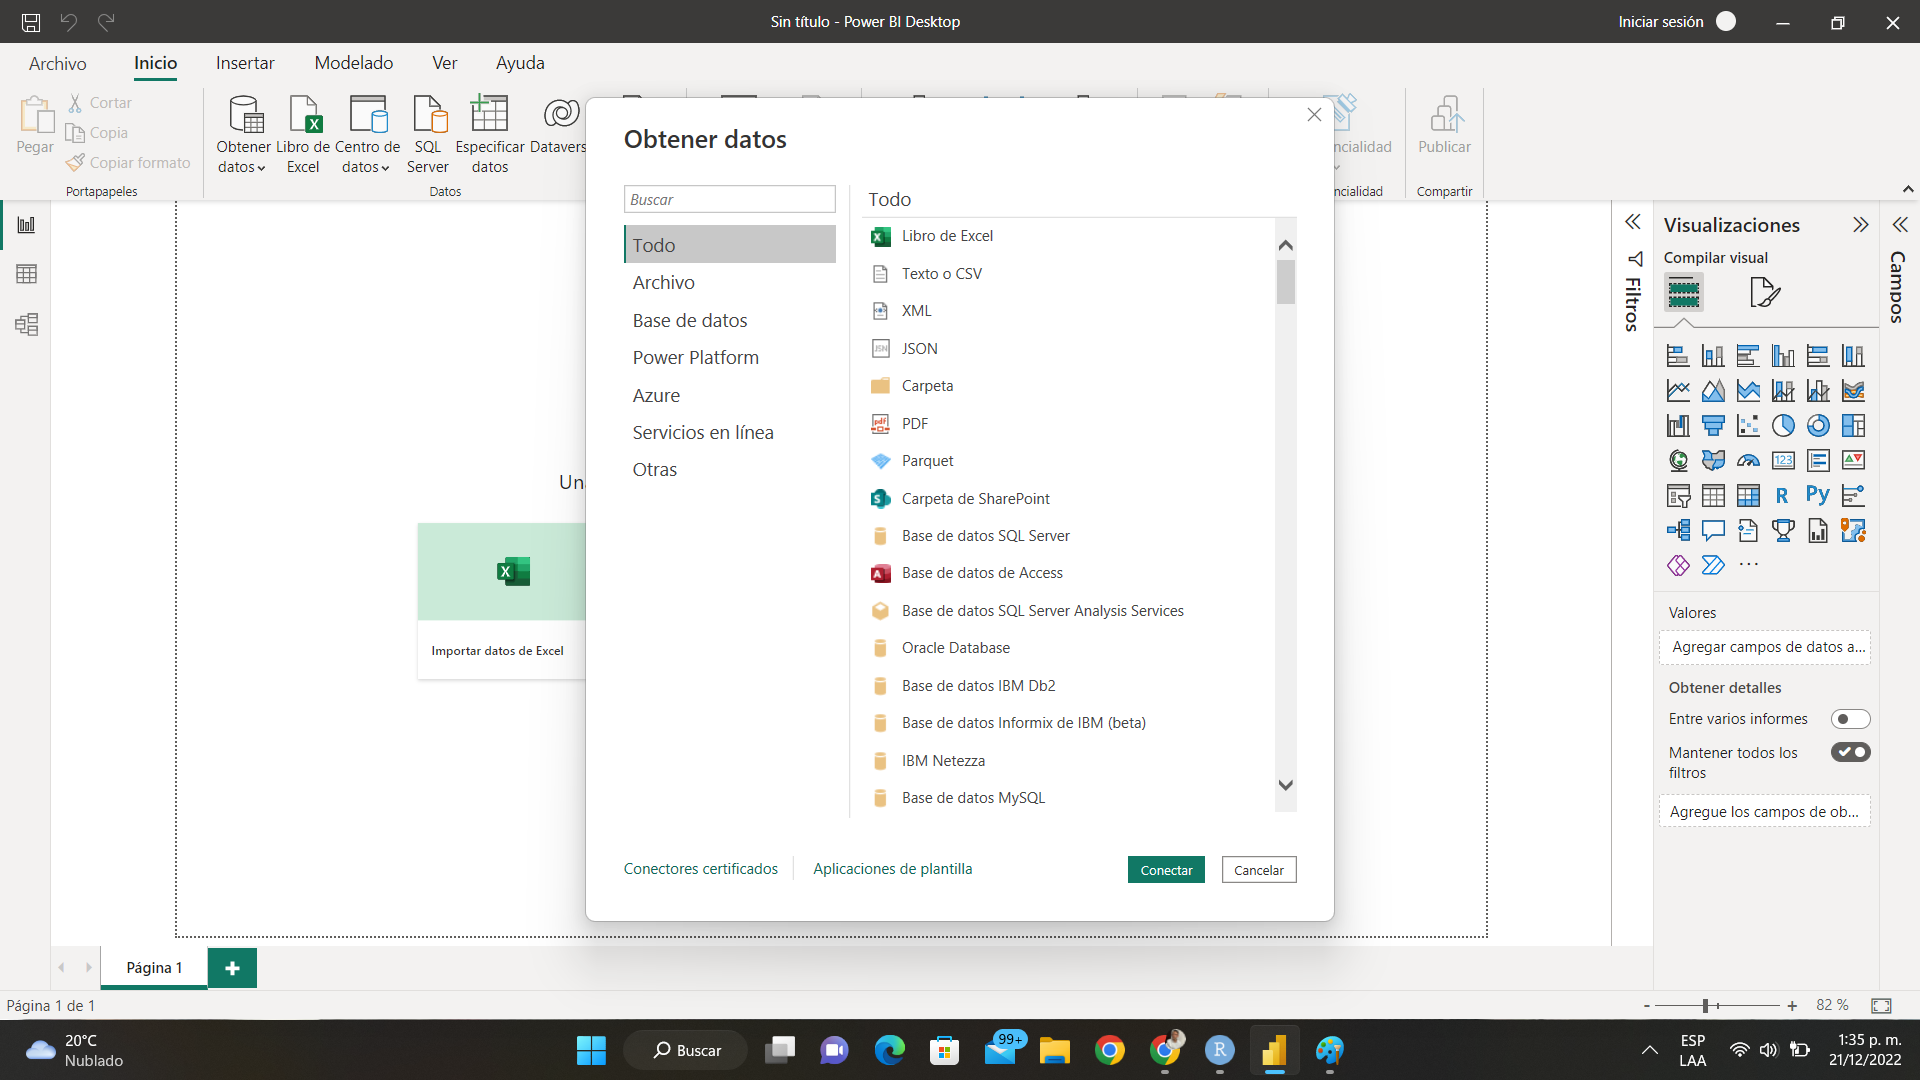 Sin título - Power BI Desktop
Iniciar sesión
Archivo
Inicio
Insertar
Modelado
Ver
Ayuda
Pegar
Cortar
Copia
Copiar formato
Portapapeles
Obtener datos
Libro de Excel
Centro de datos
SQL Server
Especificar datos
Datavers
Datos
ncialidad
ncialidad
Publicar
Compartir
Obtener datos
Buscar
Todo
Archivo
Base de datos
Power Platform
Azure
Servicios en línea
Otras
Todo
Libro de Excel
Texto o CSV
XML
JSON
Carpeta
PDF
Parquet
Carpeta de SharePoint
Base de datos SQL Server
Base de datos de Access
Base de datos SQL Server Analysis Services
Oracle Database
Base de datos IBM Db2
Base de datos Informix de IBM (beta)
IBM Netezza
Base de datos MySQL
Conectores certificados
Aplicaciones de plantilla
Conectar
Cancelar
Una
Importar datos de Excel
Filtros
Visualizaciones
Compilar visual
123
R
Py
Valores
Agregar campos de datos a...
Obtener detalles
Entre varios informes
Mantener todos los
filtros
Agregue los campos de ob...
Campos
Página 1
Página 1 de 1
82 %
20°C
Nublado
Buscar
99+
R
ESP
LAA
1:35 p. m.
21/12/2022